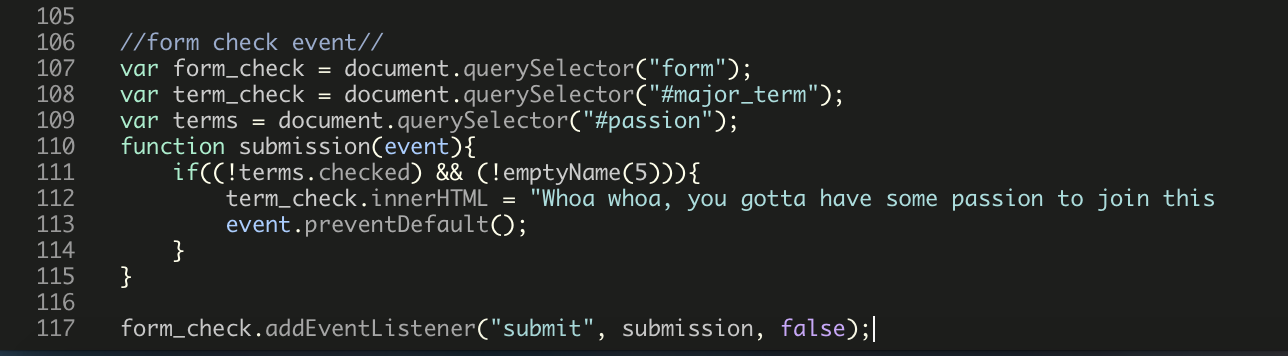 105
106 //form check event//
107 var form_check = document.querySelector("form");
108 var term_check = document.querySelector("#major_term");
109 var terms = document.querySelector("#passion");
110 function submission(event){
111 if((!terms.checked) && (!emptyName(5))){
112 term_check.innerHTML = "Whoa whoa, you gotta have some passion to join this
113 event.preventDefault();
114 }
115 }
116
117 form_check.addEventListener("submit", submission, false);